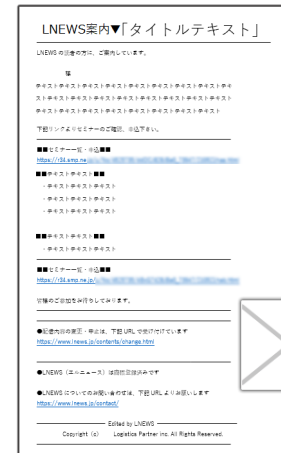 LNEWS案内▼「タイトルテキスト」
LNEWS の読者の方に、ご案内しています。
様
テキストテキストテキストテキストテキストテキストテキストテキ
ストテキストテキストテキストテキストテキストテキストテキスト
テキストテキストテキストテキストテキストテキストテキスト
下記リンクよりセミナーのご確認、申込下さい。
■■セミナー一覧・申込■■
https://r34.smp.ne.jp/
■■テキストテキスト■■
・テキストテキストテキスト
・テキストテキストテキスト
・テキストテキストテキスト
■■テキストテキスト■■
・テキストテキストテキスト
■■セミナー一覧・申込■■
https://r34.smp.ne.jp/
皆様のご参加をお待ちしております。
●配信内容の変更・中止は、下記 URL で受け付けています
https://www.lnews.jp/contents/change.html
●LNEWS（エルニュース）は商標登録済みです
●LNEWS についてのお問い合わせは、下記 URL よりお願いします
https://www.lnews.jp/contact/
Edited by LNEWS
Copyright (c) Logistics Partner Inc. All Rights Reserved.